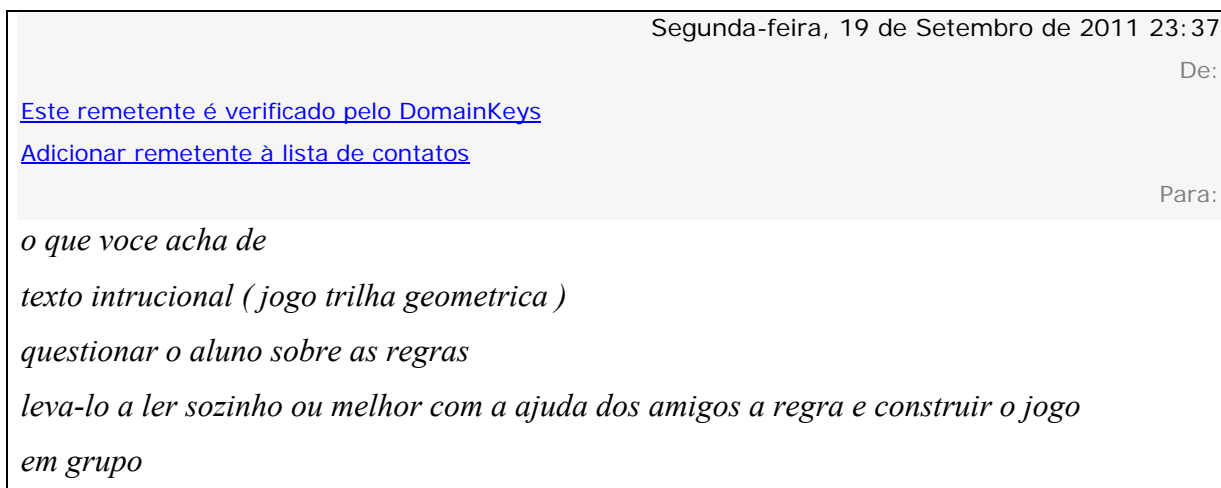 Segunda-feira, 19 de Setembro de 2011 23:37
De:
Este remetente é verificado pelo DomainKeys
Adicionar remetente à lista de contatos
Para:
o que voce acha de
texto intrucional ( jogo trilha geometrica )
questionar o aluno sobre as regras
leva-lo a ler sozinho ou melhor com a ajuda dos amigos a regra e construir o jogo
em grupo